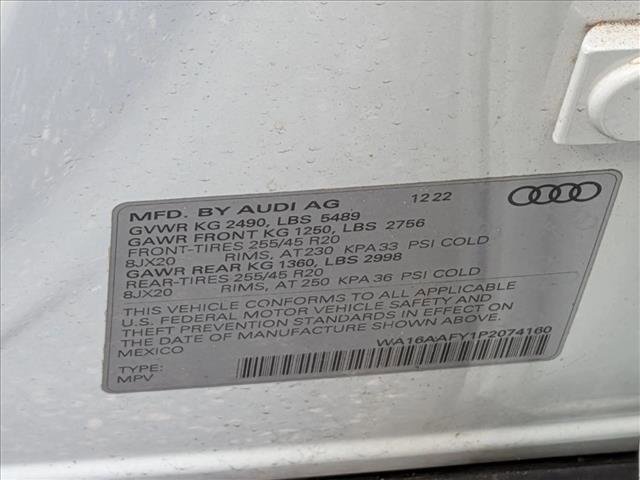 MFD. BY AUDI AG 12 22
GVWR KG 2490, LBS 5489
GAWR FRONT KG 1250, LBS 2756
FRONT-TIRES 255/45 R20
8JX20 RIMS, AT 230 KPA 33 PSI COLD
GAWR REAR KG 1360, LBS 2998
REAR-TIRES 255/45 R20
8JX20 RIMS, AT 250 KPA 36 PSI COLD
THIS VEHICLE CONFORMS TO ALL APPLICABLE
U.S. FEDERAL MOTOR VEHICLE SAFETY AND
THEFT PREVENTION STANDARDS IN EFFECT ON
THE DATE OF MANUFACTURE SHOWN ABOVE.
MEXICO WA16AAFY1P2074160
TYPE:
MPV